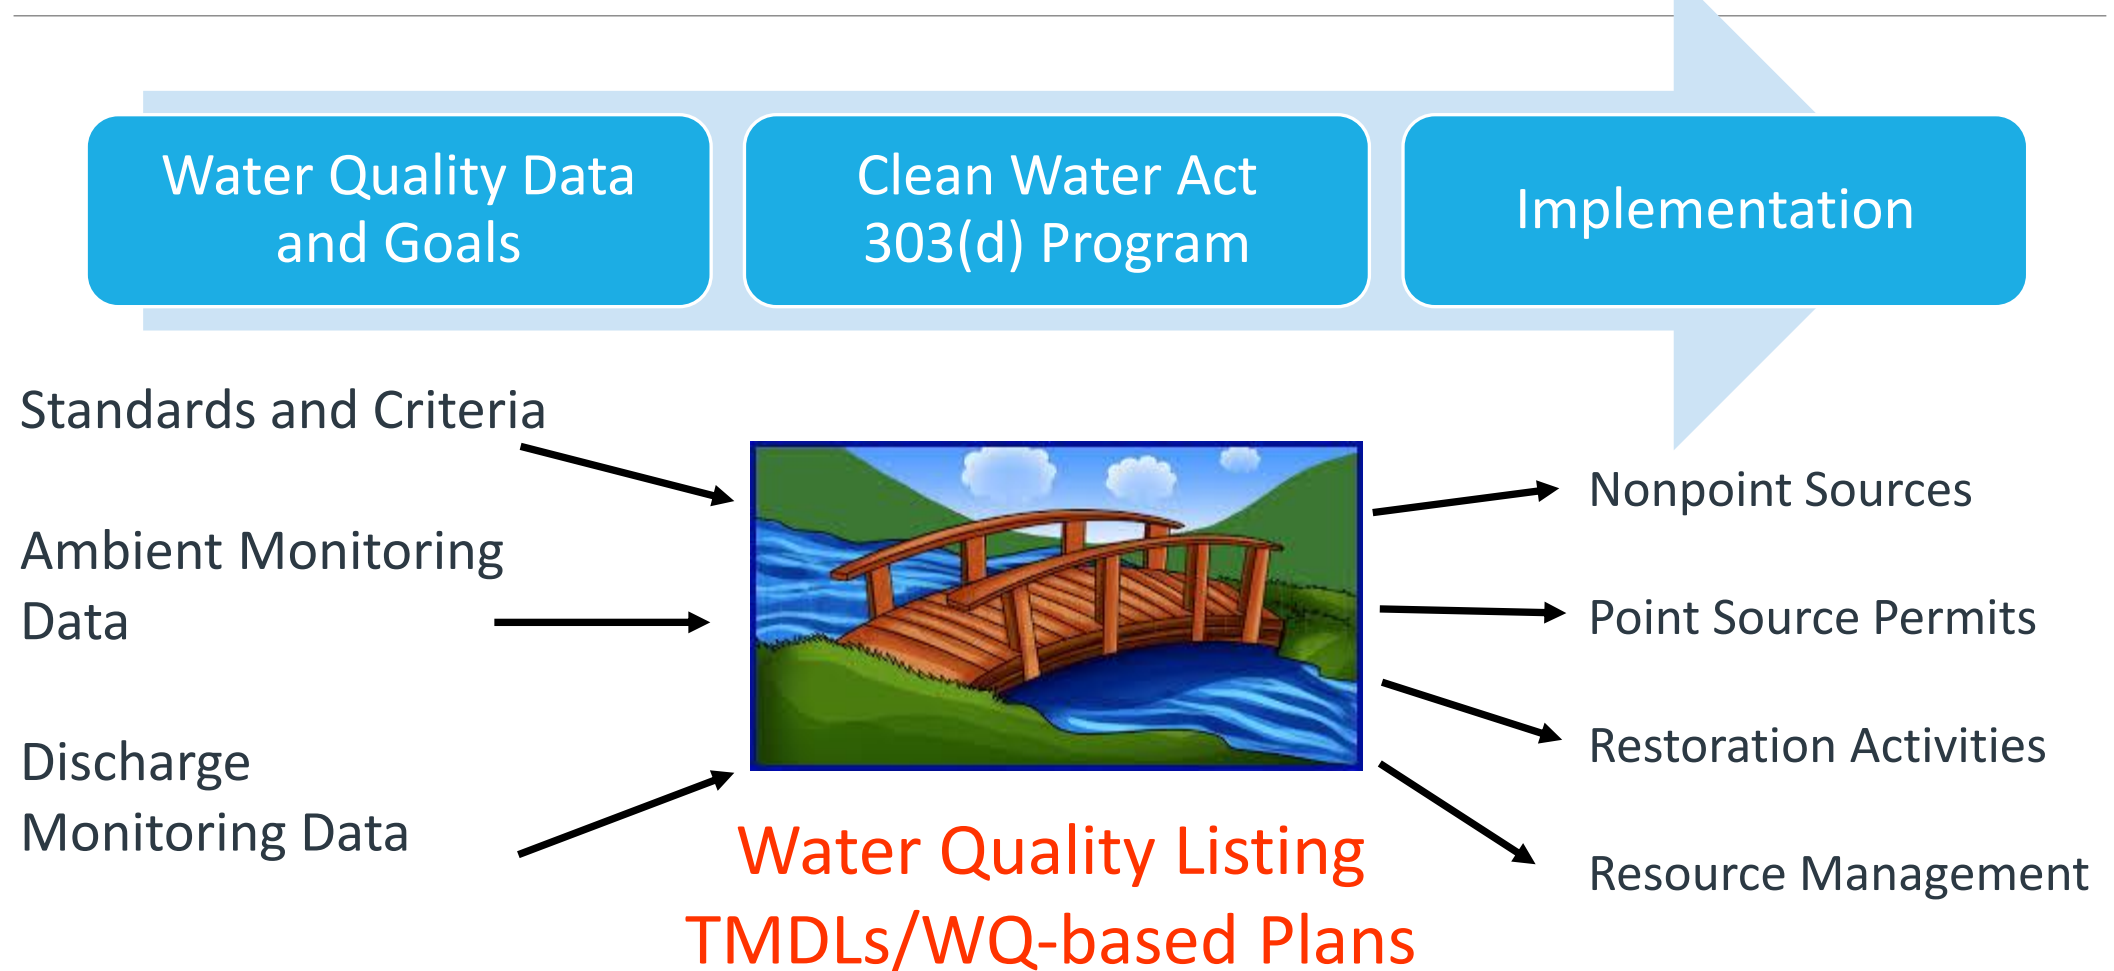 Water Quality Data
and Goals
Clean Water Act
303(d) Program
Implementation
Standards and Criteria
Ambient Monitoring
Data
Discharge
Monitoring Data
Water Quality Listing
TMDLs/WQ-based Plans
Nonpoint Sources
Point Source Permits
Restoration Activities
Resource Management